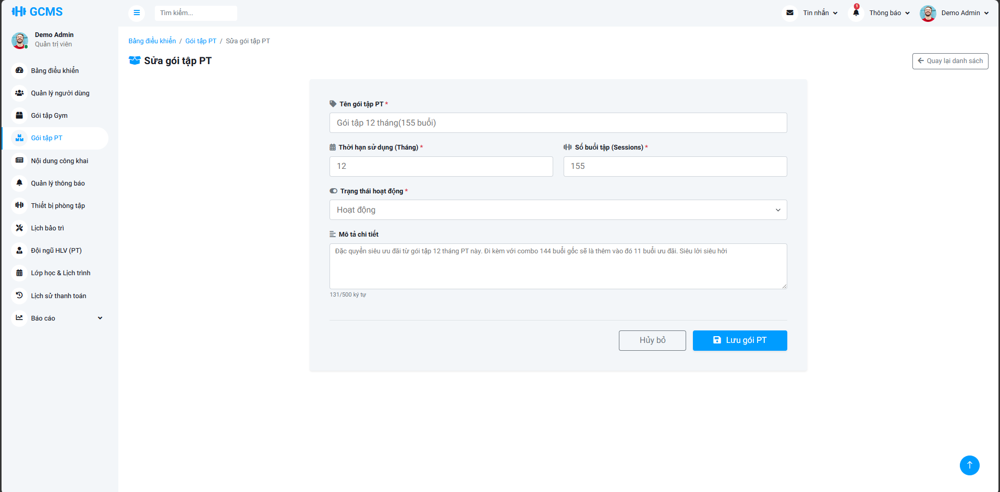 GCMS
Tìm kiếm...
Tin nhắn
1
Thông báo
Demo Admin
Demo Admin
Quản trị viên
Bảng điều khiển
Quản lý người dùng
Gói tập Gym
Gói tập PT
Nội dung công khai
Quản lý thông báo
Thiết bị phòng tập
Lịch bảo trì
Đội ngũ HLV (PT)
Lớp học & Lịch trình
Lịch sử thanh toán
Báo cáo
Bảng điều khiển / Gói tập PT / Sửa gói tập PT
Sửa gói tập PT
Quay lại danh sách
Tên gói tập PT *
Gói tập 12 tháng(155 buổi)
Thời hạn sử dụng (Tháng) *
Số buổi tập (Sessions) *
12
155
Trạng thái hoạt động *
Hoạt động
Mô tả chi tiết
Đặc quyền siêu ưu đãi từ gói tập 12 tháng PT này. Đi kèm với combo 144 buổi gốc sẽ là thêm vào đó 11 buổi ưu đãi. Siêu lời siêu hời
131/500 ký tự
Hủy bỏ
Lưu gói PT